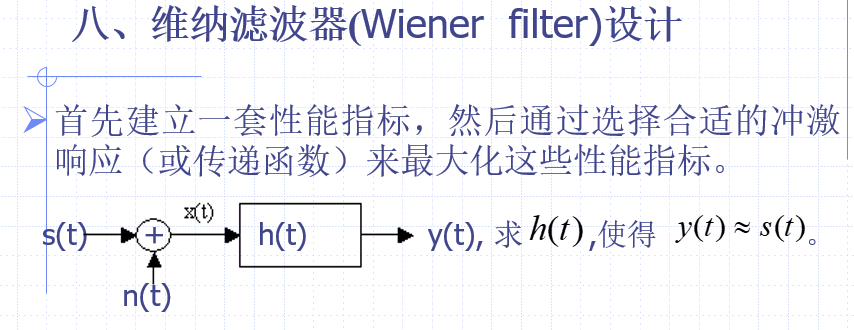 八、维纳滤波器(Wiener filter)设计
首先建立一套性能指标，然后通过选择合适的冲激
响应（或传递函数）来最大化这些性能指标。
x(t)
s(t) + h(t) y(t), 求 h(t) ,使得 y(t) ≈ s(t)。
n(t)